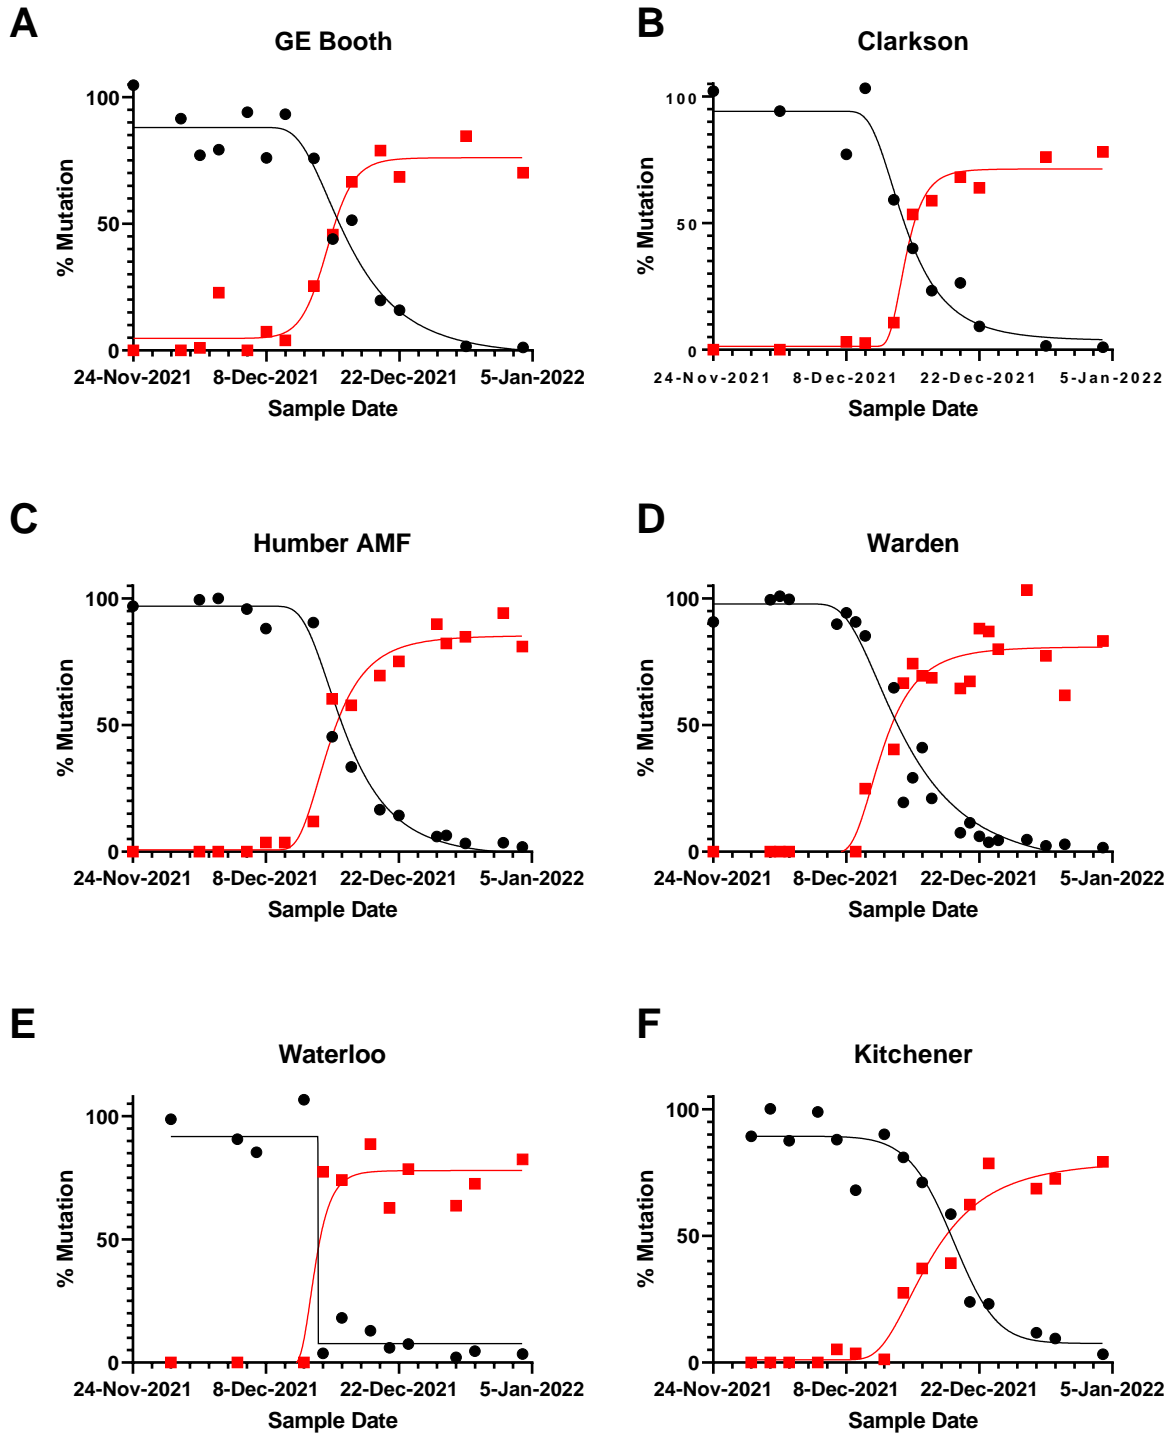 A
GE Booth
% Mutation
100
50
0
24-Nov-2021 8-Dec-2021 22-Dec-2021 5-Jan-2022
Sample Date
B
Clarkson
% Mutation
100
50
0
24-Nov-2021 8-Dec-2021 22-Dec-2021 5-Jan-2022
Sample Date
C
Humber AMF
% Mutation
100
50
0
24-Nov-2021 8-Dec-2021 22-Dec-2021 5-Jan-2022
Sample Date
D
Warden
% Mutation
100
50
0
24-Nov-2021 8-Dec-2021 22-Dec-2021 5-Jan-2022
Sample Date
E
Waterloo
% Mutation
100
50
0
24-Nov-2021 8-Dec-2021 22-Dec-2021 5-Jan-2022
Sample Date
F
Kitchener
% Mutation
100
50
0
24-Nov-2021 8-Dec-2021 22-Dec-2021 5-Jan-2022
Sample Date